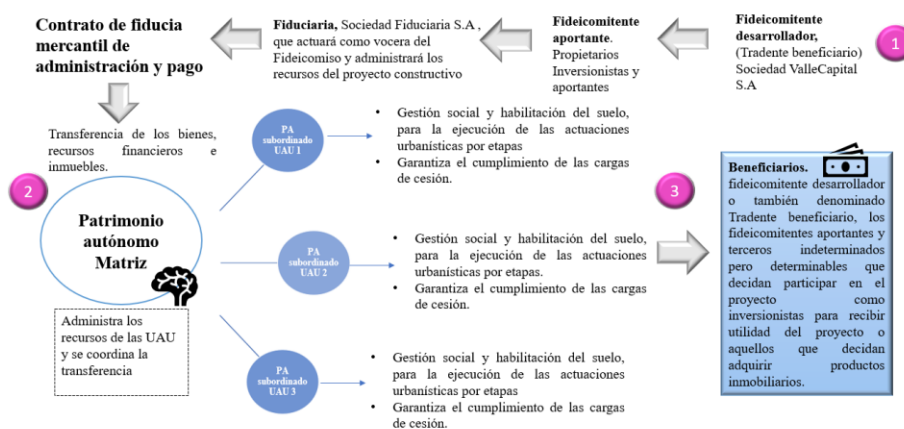 Contrato de fiducia
mercantil de
administración y pago
Fiduciaria, Sociedad Fiduciaria S.A ,
que actuará como vocera del
Fideicomiso y administrará los
recursos del proyecto constructivo
Fideicomitente
aportante.
Propietarios
Inversionistas y
aportantes
Fideicomitente
desarrollador,
(Tradente beneficiario)
Sociedad ValleCapital
S.A
1
Transferencia de los bienes,
recursos financieros e
inmuebles.
2
Patrimonio
autónomo
Matriz
Administra los
recursos de las UAU
y se coordina la
transferencia
PA
subordinado
UAU 1
• Gestión social y habilitación del suelo,
para la ejecución de las actuaciones
urbanísticas por etapas
• Garantiza el cumplimiento de las cargas
de cesión.
PA
subordinado
UAU 2
• Gestión social y habilitación del suelo,
para la ejecución de las actuaciones
urbanísticas por etapas.
• Garantiza el cumplimiento de las cargas
de cesión.
PA
subordinado
UAU 3
• Gestión social y habilitación del suelo,
para la ejecución de las actuaciones
urbanísticas por etapas
• Garantiza el cumplimiento de las cargas
de cesión.
3
Beneficiarios.
fideicomitente desarrollador
o también denominado
Tradente beneficiario, los
fideicomitentes aportantes y
terceros indeterminados
pero determinables que
decidan participar en el
proyecto como
inversionistas para recibir
utilidad del proyecto o
aquellos que decidan
adquirir productos
inmobiliarios.